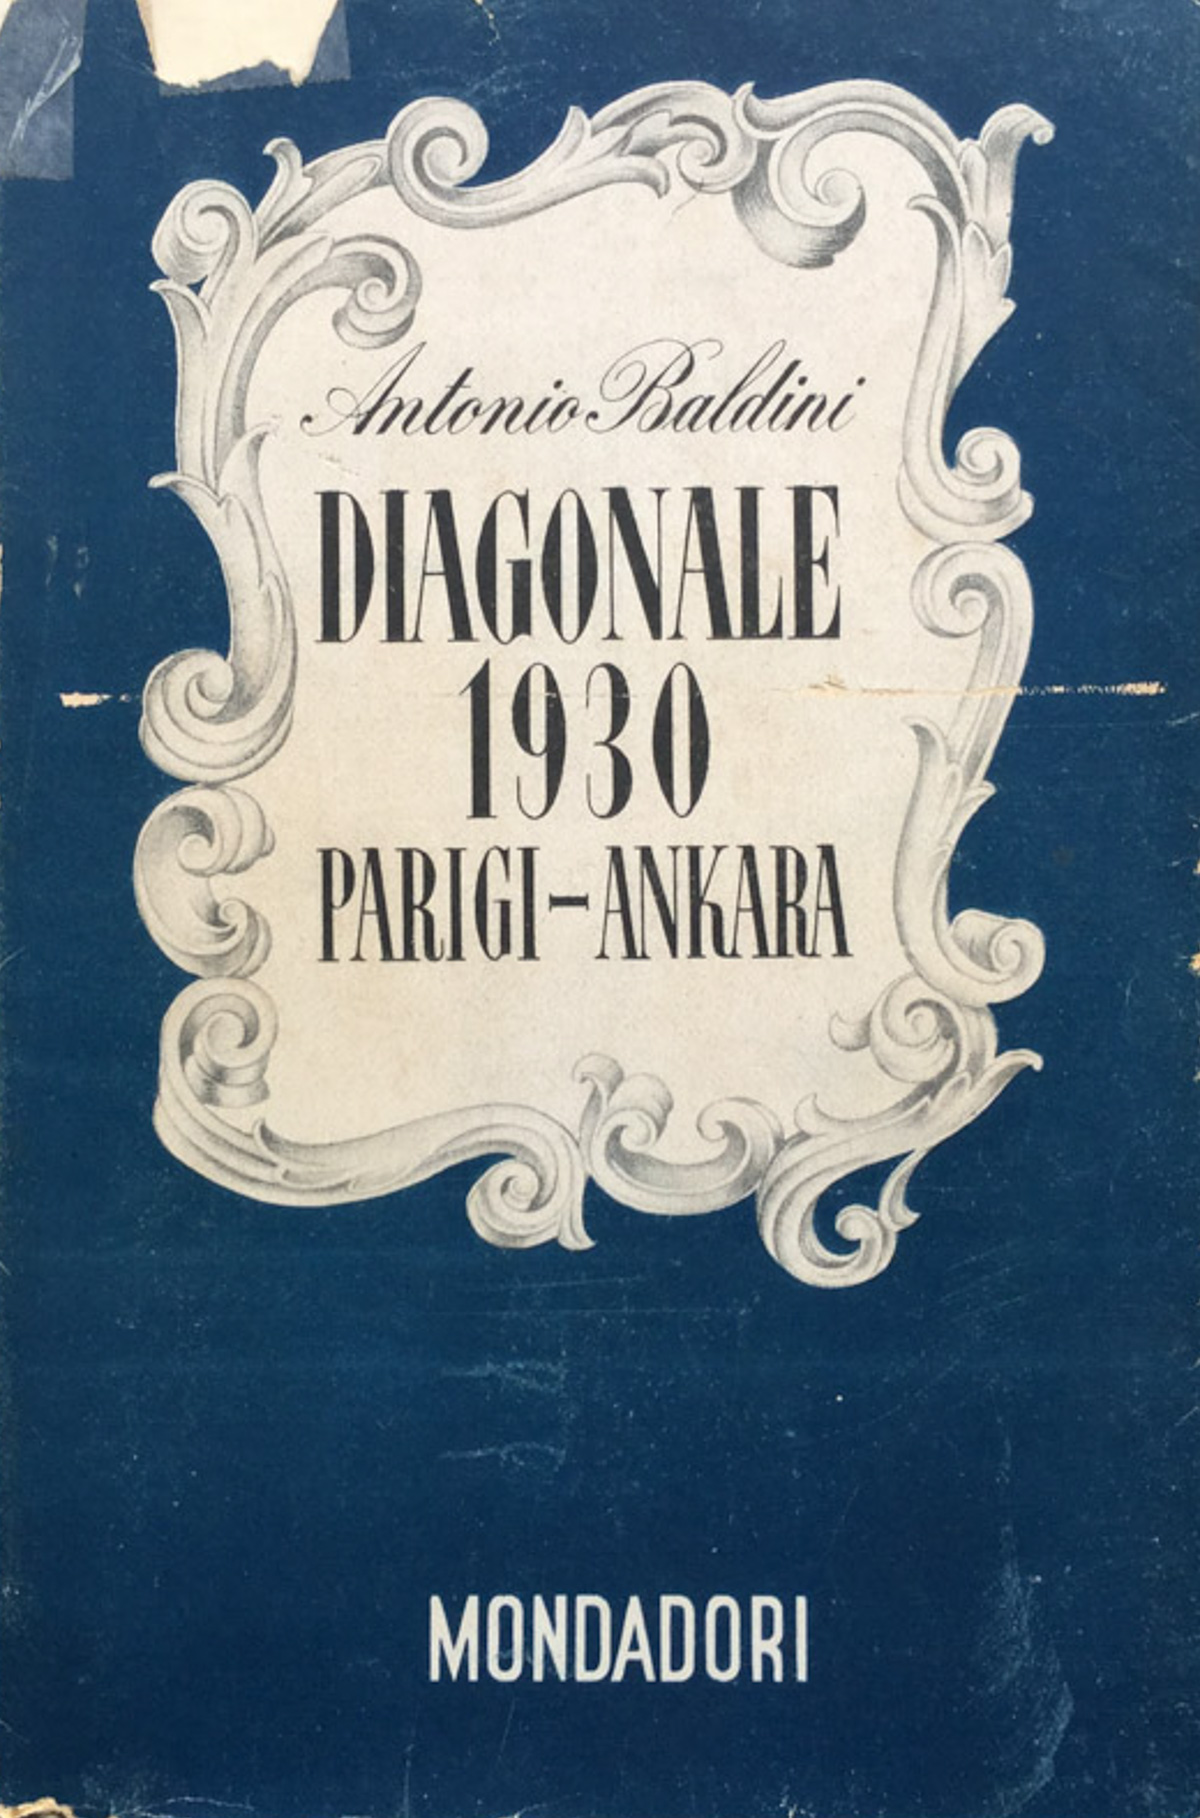 Antonio Baldini
DIAGONALE
1930
PARIGI-ANKARA
MONDADORI